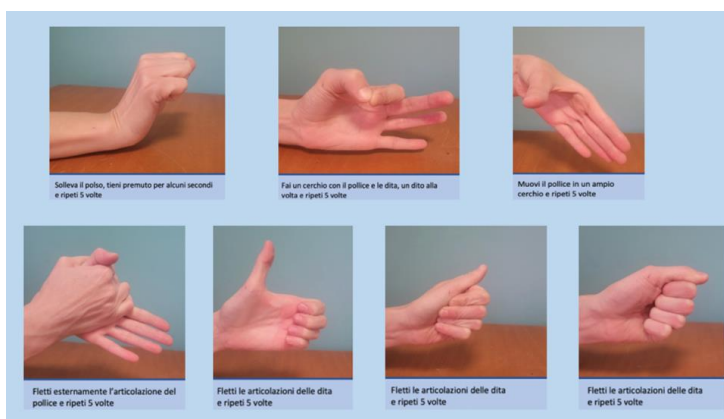 Solleva il polso, tieni premuto per alcuni secondi
e ripeti 5 volte
Fai un cerchio con il pollice e le dita, un dito alla
volta e ripeti 5 volte
Muovi il pollice in un ampio
cerchio e ripeti 5 volte
Fletti esternamente l'articolazione del
pollice e ripeti 5 volte
Fletti le articolazioni delle dita
e ripeti 5 volte
Fletti le articolazioni delle dita
e ripeti 5 volte
Fletti le articolazioni delle dita
e ripeti 5 volte